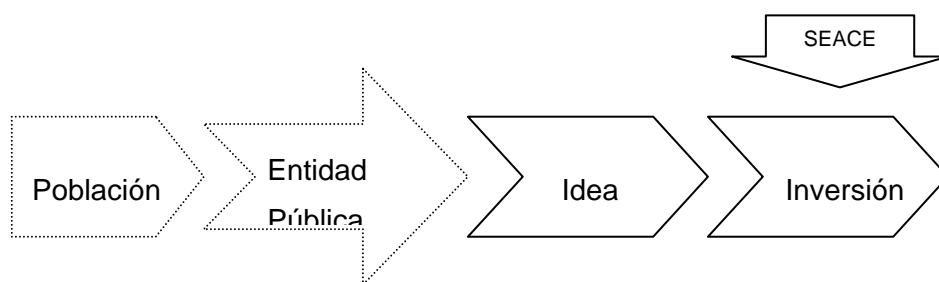 SEACE
Población
Entidad
Pública
Idea
Inversión